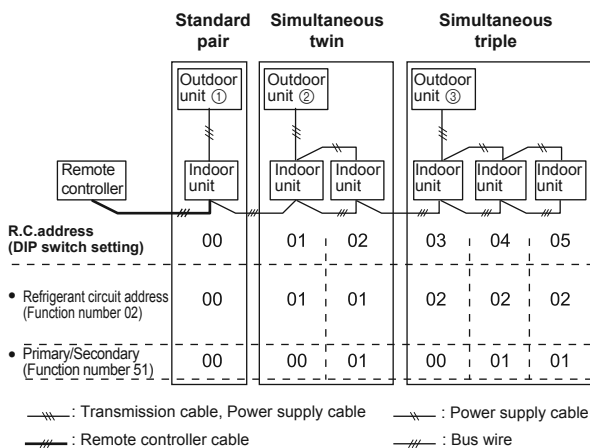 Standard pair
Simultaneous twin
Simultaneous triple
Outdoor unit ①
Outdoor unit ②
Outdoor unit ③
Remote controller
Indoor unit
Indoor unit
Indoor unit
Indoor unit
Indoor unit
Indoor unit
R.C.address
(DIP switch setting)
00 01 02 03 04 05
• Refrigerant circuit address
(Function number 02)
00 01 01 02 02 02
• Primary/Secondary
(Function number 51)
00 00 01 00 01 01
: Transmission cable, Power supply cable
: Power supply cable
: Remote controller cable
: Bus wire